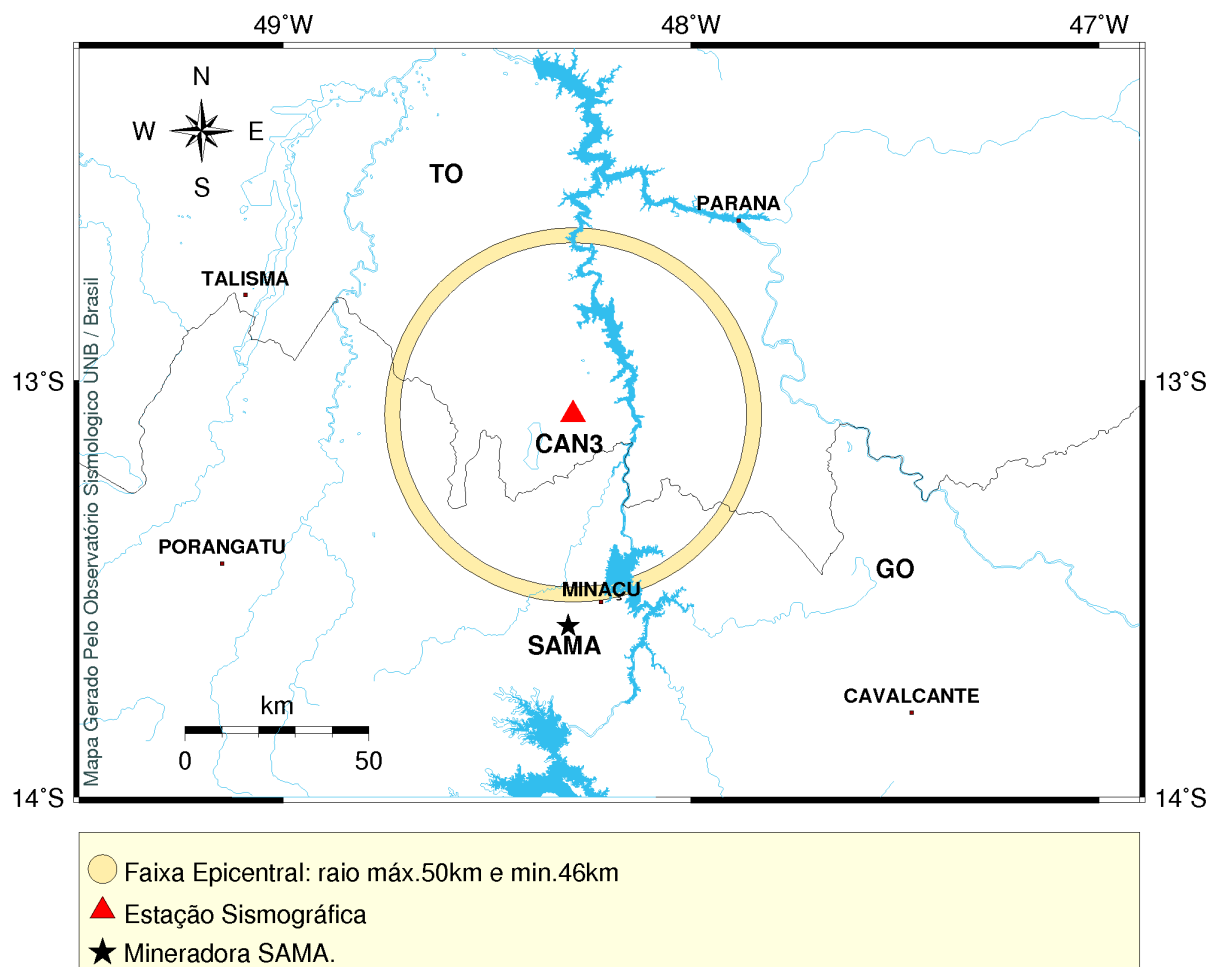 49°W
48°W
47°W
N
W
E
S
TO
PARANA
TALISMA
13°S
13°S
CAN3
PORANGATU
GO
MINAÇU
SAMA
CAVALCANTE
km
0
50
14°S
14°S
Mapa Gerado Pelo Observatório Sismologico UNB / Brasil
Faixa Epicentral: raio máx.50km e min.46km
Estação Sismográfica
Mineradora SAMA.